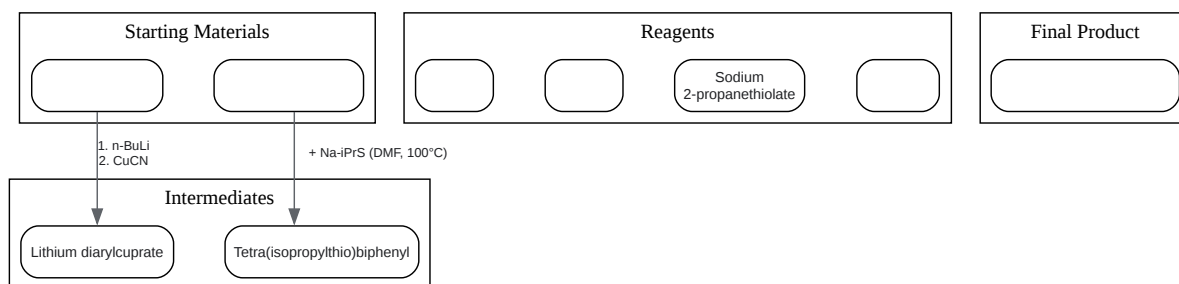 Starting Materials
Reagents
Final Product
Sodium
2-propanethiolate
1. n-BuLi
2. CuCN
+ Na-iPrS (DMF, 100°C)
Intermediates
Lithium diarylcuprate
Tetra(isopropylthio)biphenyl